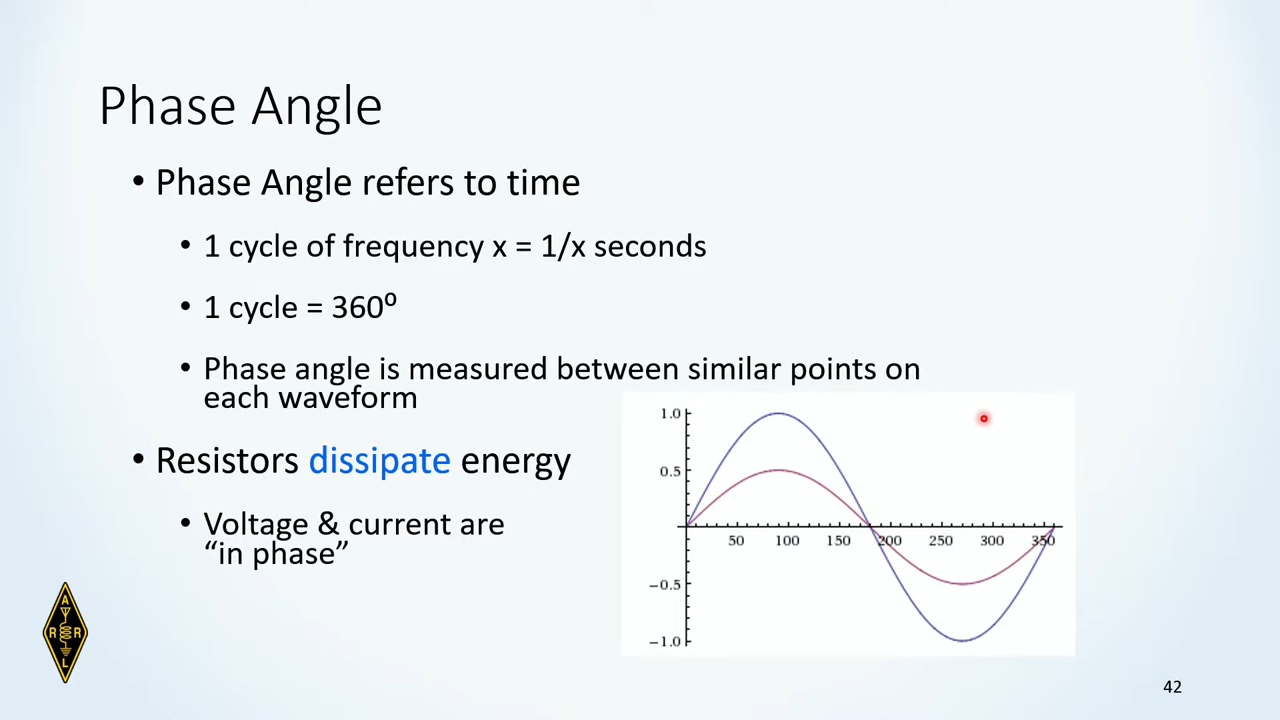 Phase Angle
• Phase Angle refers to time
• 1 cycle of frequency x = 1/x seconds
• 1 cycle = 360⁰
• Phase angle is measured between similar points on
each waveform
• Resistors dissipate energy
• Voltage & current are
“in phase”
1.0
0.5
50 100 150 200 250 300 350
−0.5
−1.0
A
R R
L
42